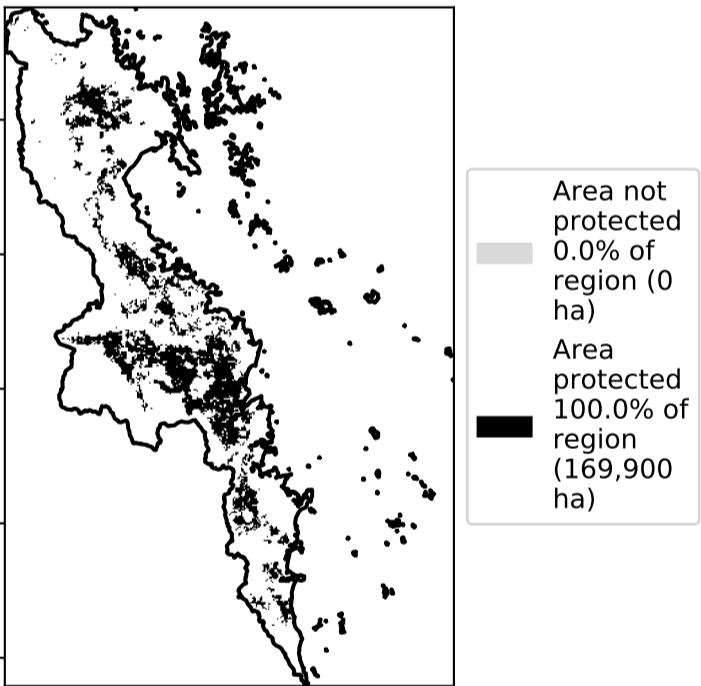 Area not
protected
0.0% of
region (0
ha)
Area
protected
100.0% of
region
(169,900
ha)